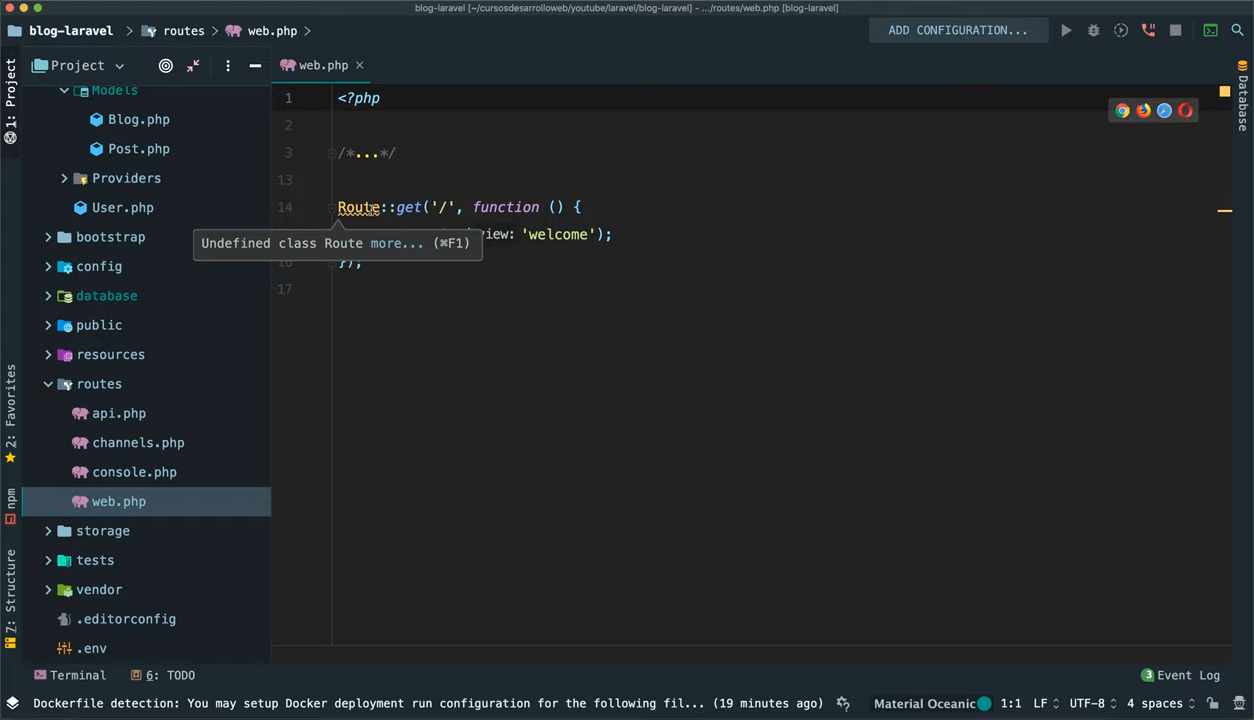 blog-laravel [~/cursosdesarrolloweb/youtube/laravel/blog-laravel] - .../routes/web.php [blog-laravel]
blog-laravel routes web.php
ADD CONFIGURATION...
1: Project
Project
web.php
Models
Blog.php
Post.php
Providers
User.php
bootstrap
config
database
public
resources
routes
api.php
channels.php
console.php
web.php
storage
tests
vendor
.editorconfig
.env
1 <?php
2
3 /*...*/
13
14 Route::get('/', function () {
view: 'welcome');
16 });
17
Undefined class Route more... (⌘F1)
Database
2: Favorites
npm
7: Structure
Terminal
6: TODO
3 Event Log
Dockerfile detection: You may setup Docker deployment run configuration for the following fil... (19 minutes ago)
Material Oceanic 1:1 LF UTF-8 4 spaces